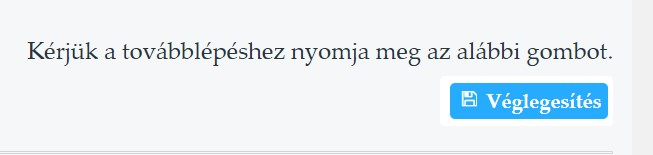 Kérjük a továbblépéshez nyomja meg az alábbi gombot.
Véglegesítés